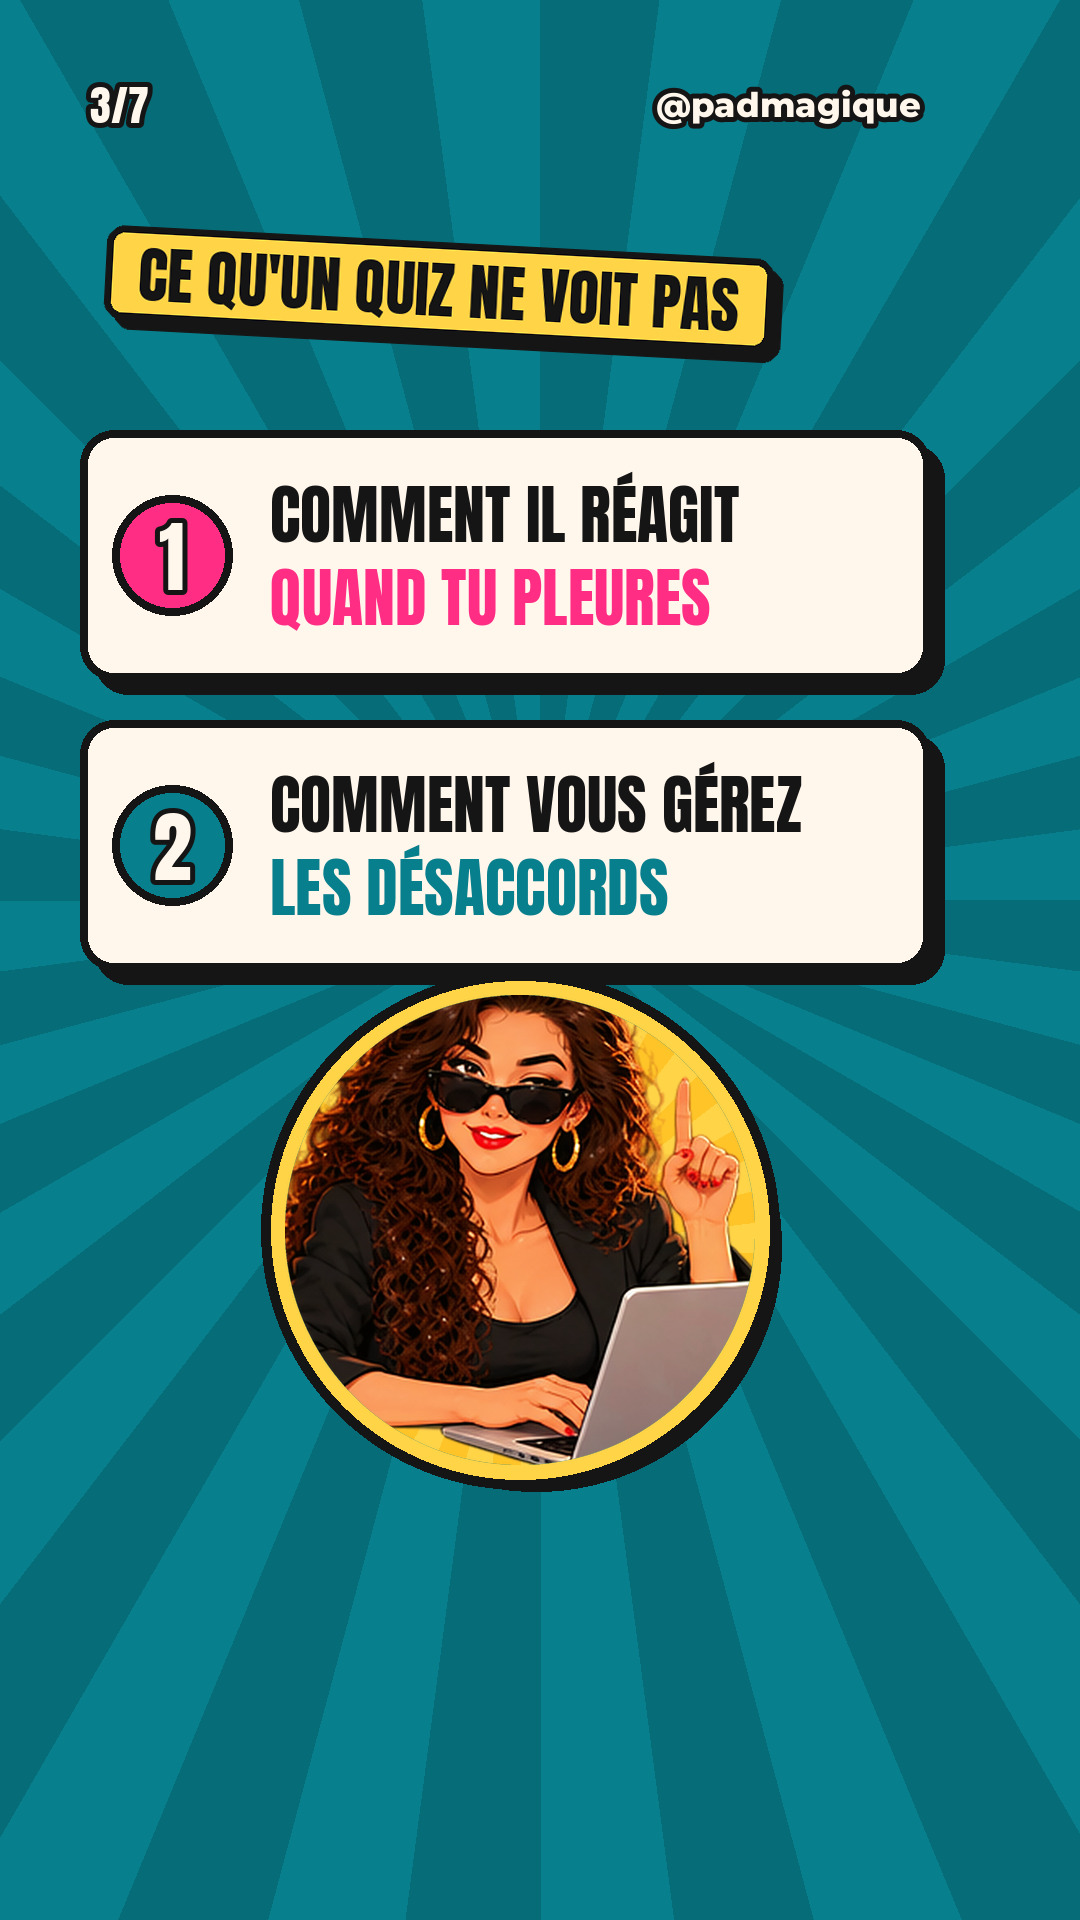 3/7
@padmagique
CE QU'UN QUIZ NE VOIT PAS
1
COMMENT IL RÉAGIT
QUAND TU PLEURES
2
COMMENT VOUS GÉREZ
LES DÉSACCORDS